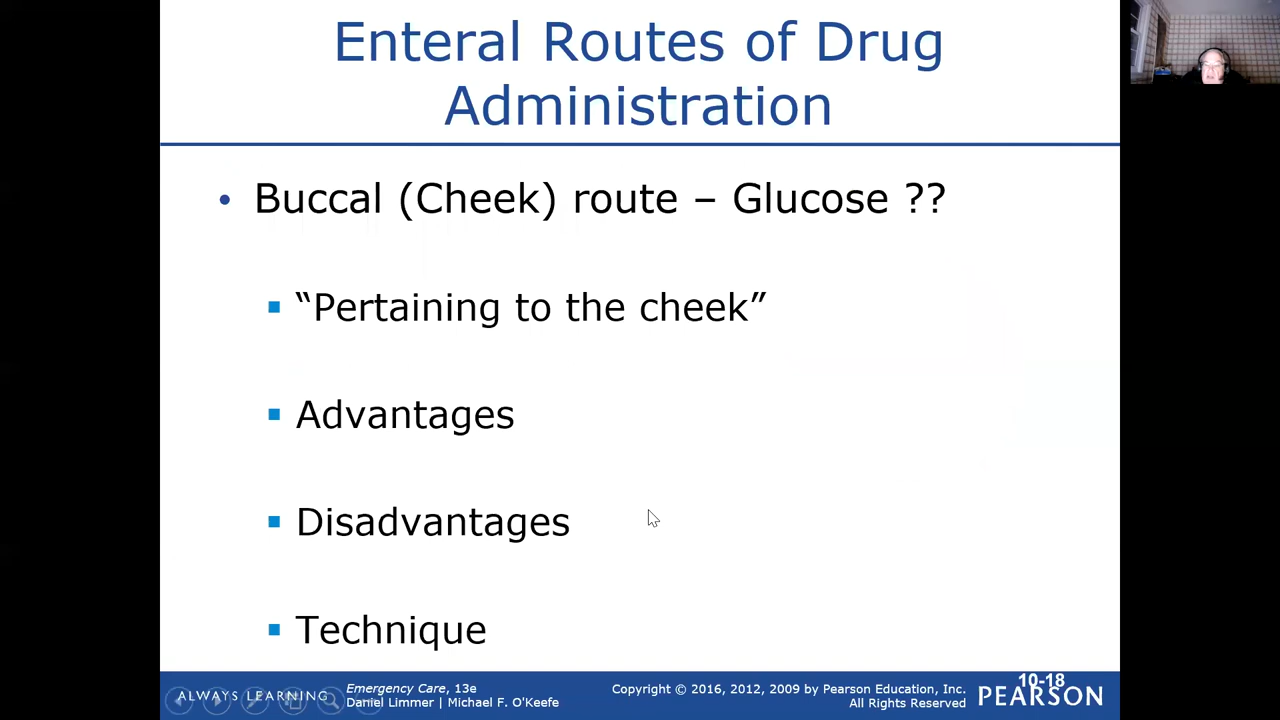 Enteral Routes of Drug
Administration
• Buccal (Cheek) route – Glucose ??
▪ “Pertaining to the cheek”
▪ Advantages
▪ Disadvantages
▪ Technique
ALWAYS LEARNING
Emergency Care, 13e
Daniel Limmer | Michael F. O'Keefe
Copyright © 2016, 2012, 2009 by Pearson Education, Inc.
All Rights Reserved
10-18
PEARSON